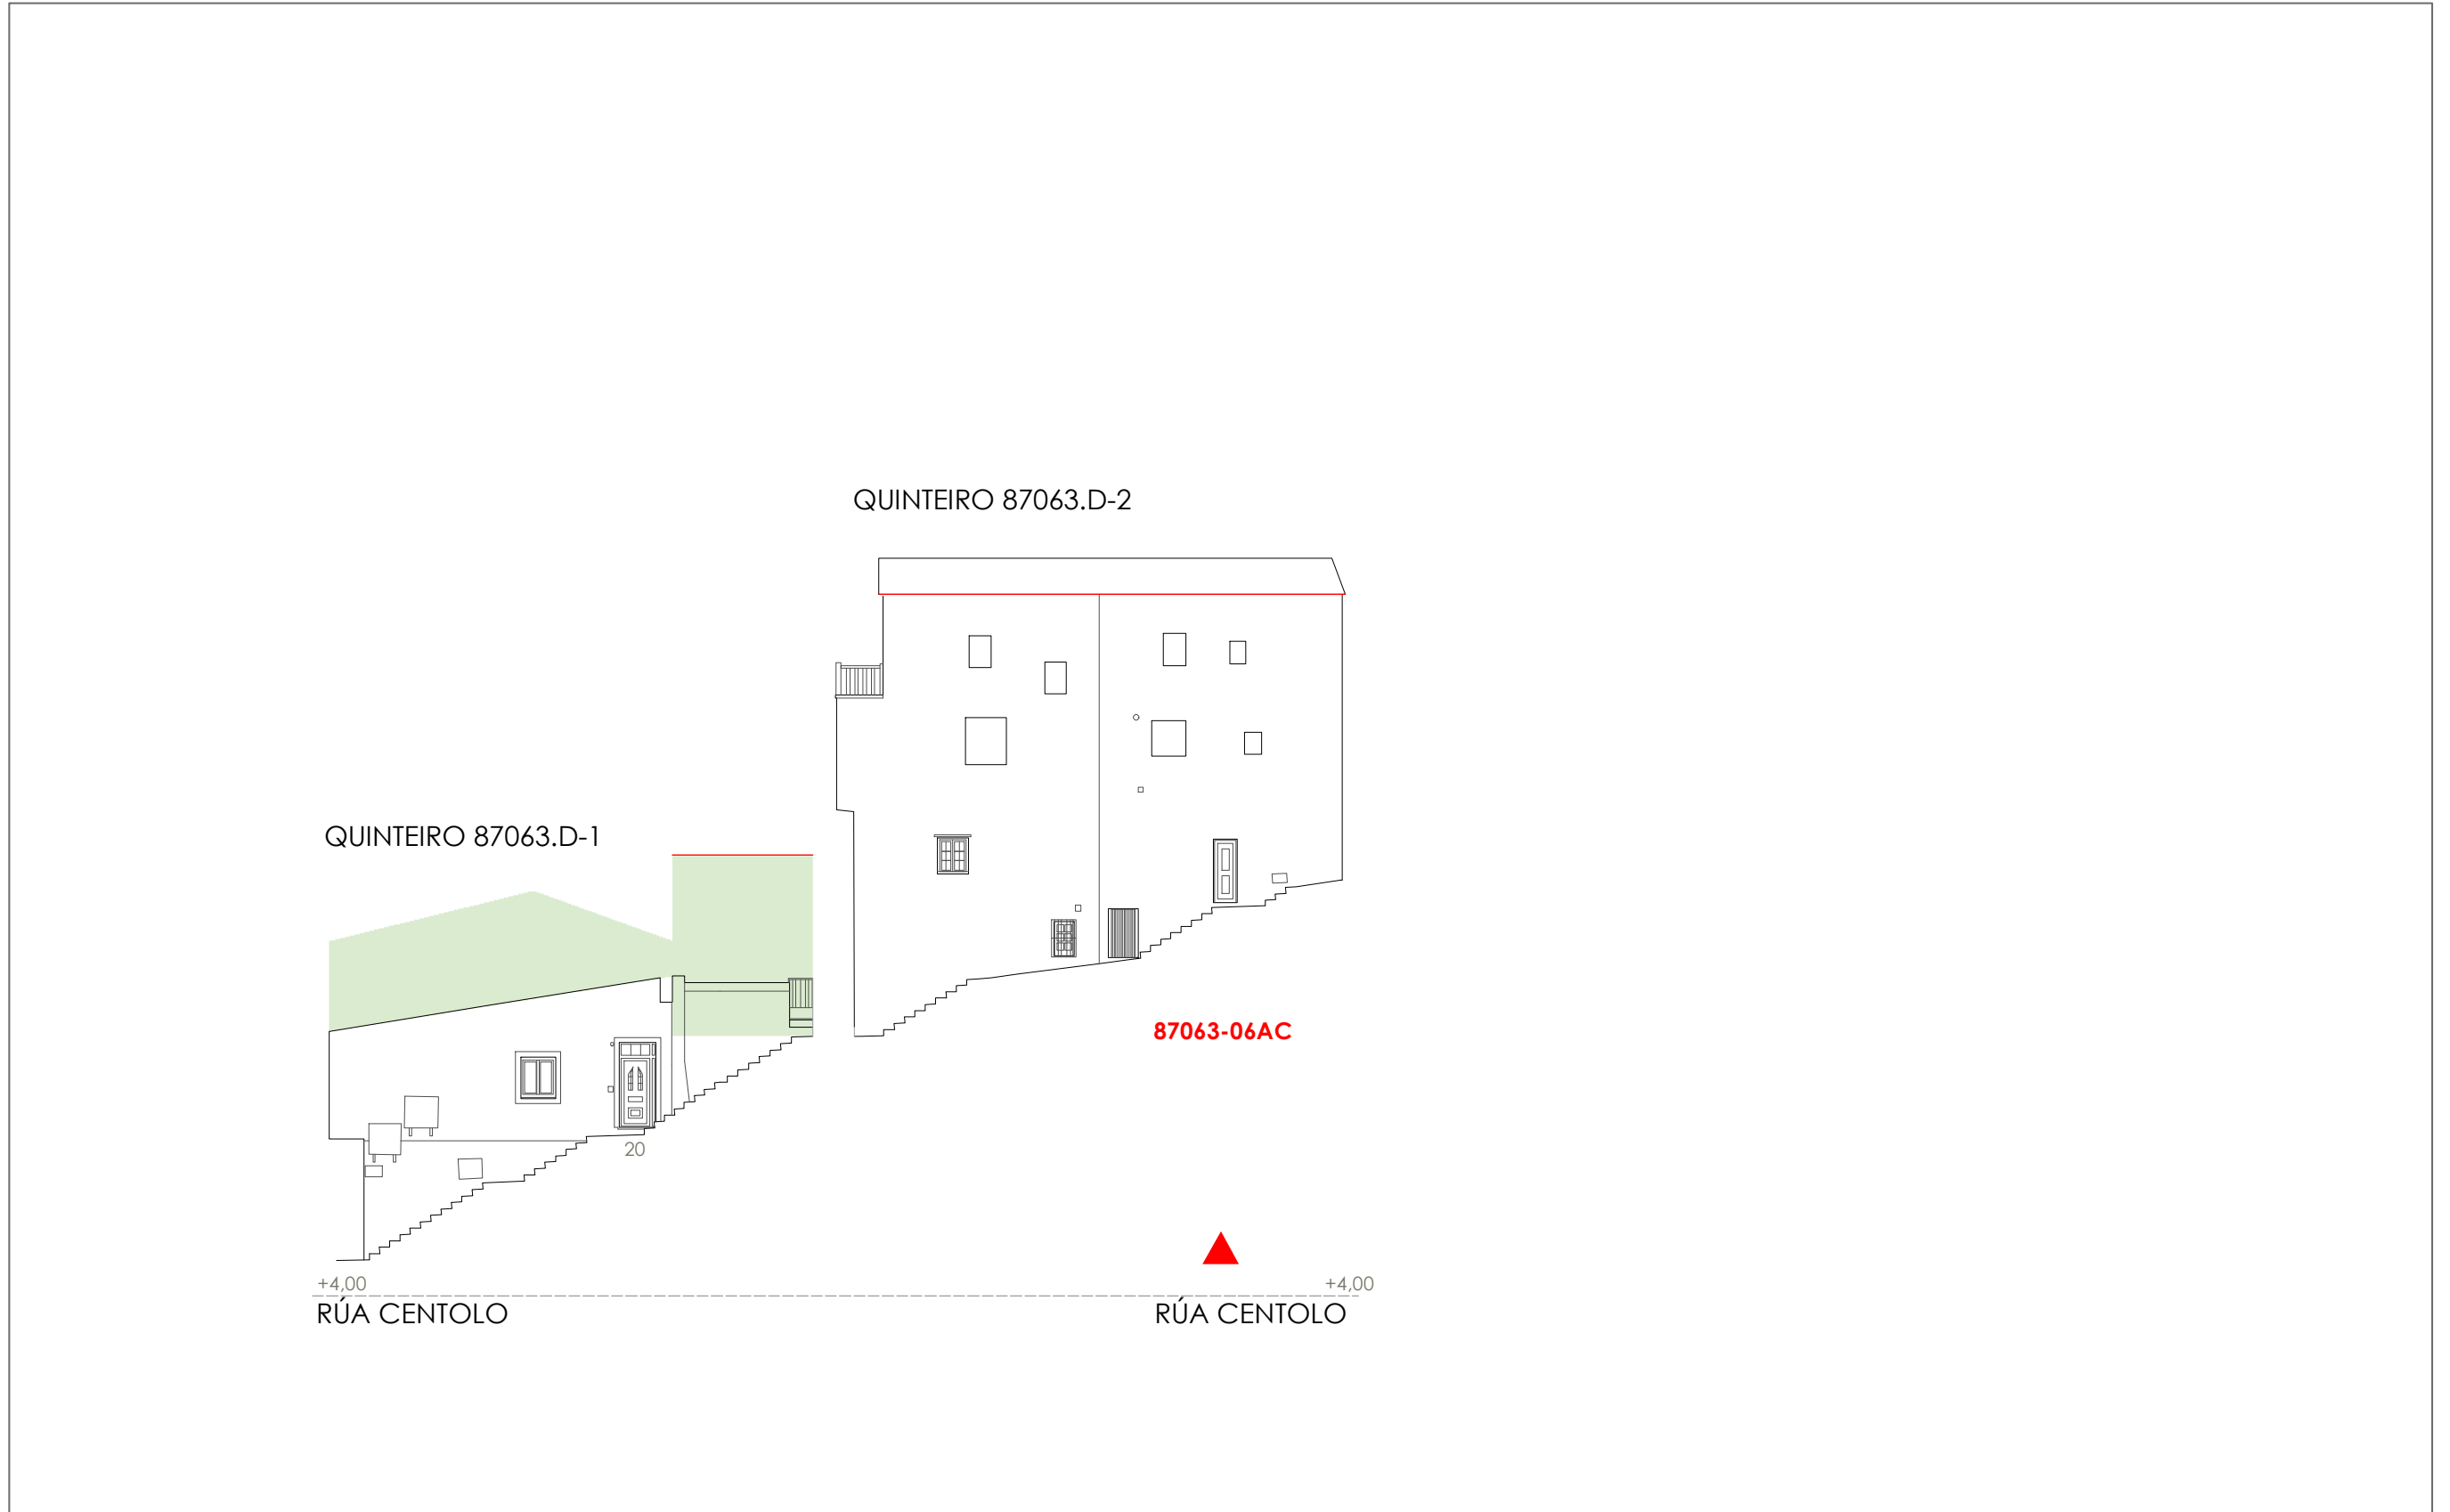 QUINTEIRO 87063.D-2
QUINTEIRO 87063.D-1
87063-06AC
20
+4,00
+4,00
RÚA CENTOLO
RÚA CENTOLO